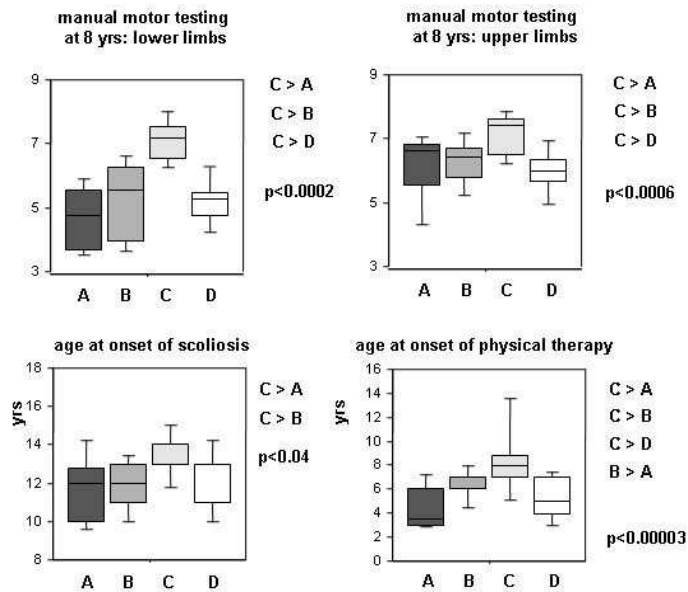 manual motor testing
at 8 yrs: lower limbs
9
7
5
3
A B C D
C > A
C > B
C > D
p<0.0002
manual motor testing
at 8 yrs: upper limbs
9
7
5
3
A B C D
C > A
C > B
C > D
p<0.0006
age at onset of scoliosis
yrs
18
16
14
12
10
8
A B C D
C > A
C > B
p<0.04
age at onset of physical therapy
yrs
16
14
12
10
8
6
4
2
0
A B C D
C > A
C > B
C > D
B > A
p<0.00003